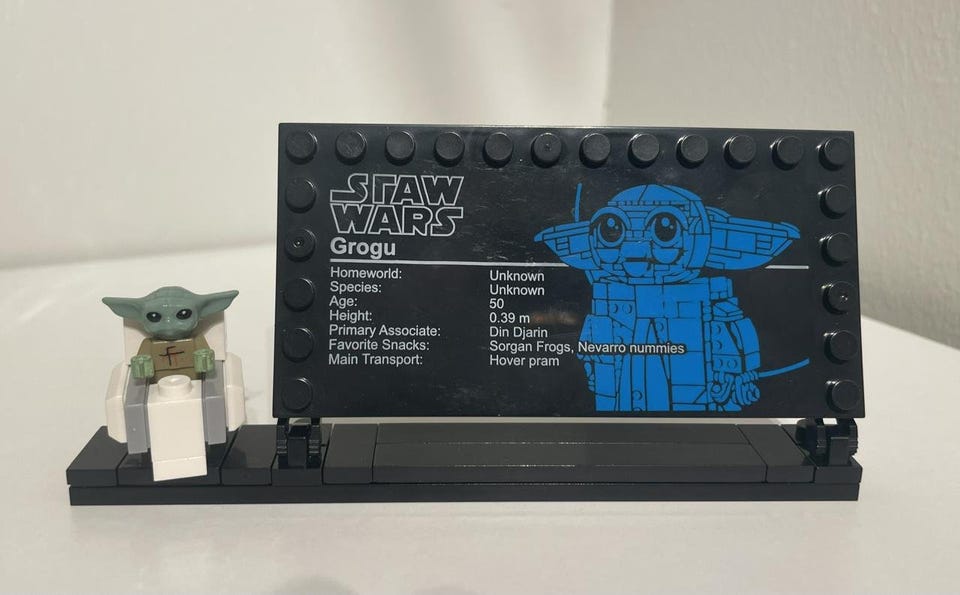 STAW
WARS
Grogu
Homeworld: Unknown
Species: Unknown
Age: 50
Height: 0.39 m
Primary Associate: Din Djarin
Favorite Snacks: Sorgan Frogs, Nevarro nummies
Main Transport: Hover pram